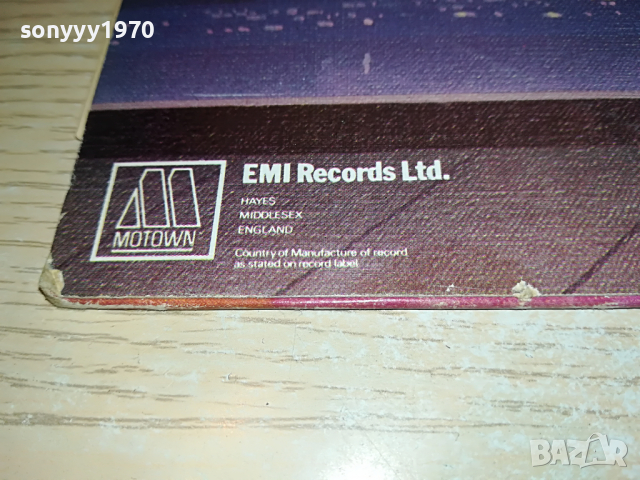 sonyyy1970
MOTOWN
EMI Records Ltd.
HAYES
MIDDLESEX
ENGLAND
Country of Manufacture of record
as stated on record label
BAZAR